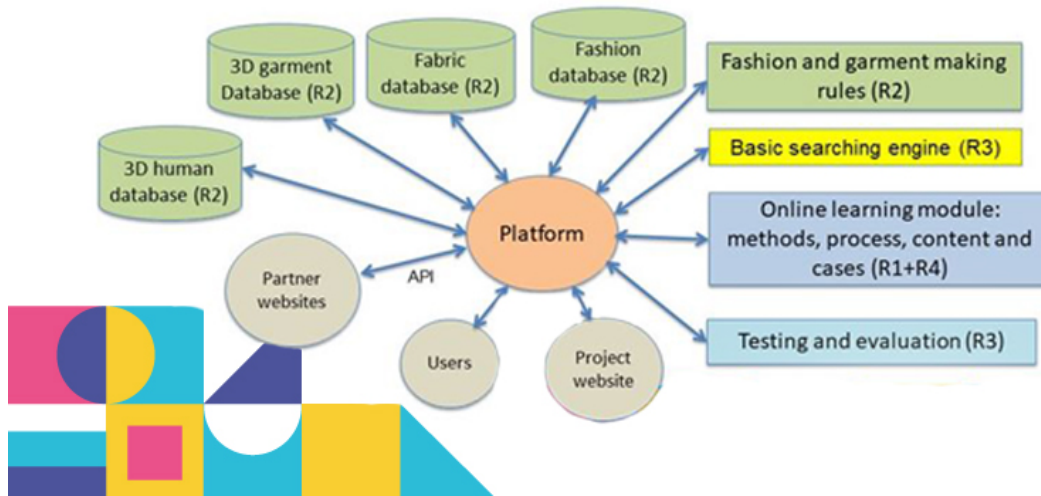 3D garment
Database (R2)
Fabric
database (R2)
Fashion
database (R2)
Fashion and garment making
rules (R2)
3D human
database (R2)
Basic searching engine (R3)
Platform
Online learning module:
methods, process, content and
cases (R1+R4)
Partner
websites
API
Users
Project
website
Testing and evaluation (R3)